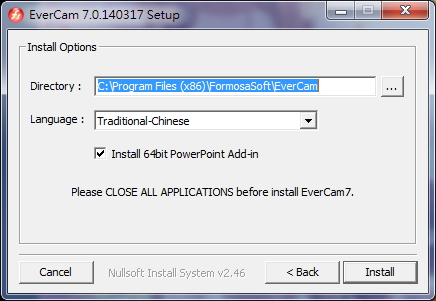 EverCam 7.0.140317 Setup
Install Options
Directory :
C:\Program Files (x86)\FormosaSoft\EverCam
...
Language :
Traditional-Chinese
Install 64bit PowerPoint Add-in
Please CLOSE ALL APPLICATIONS before install EverCam7.
Cancel
Nullsoft Install System v2.46
< Back
Install